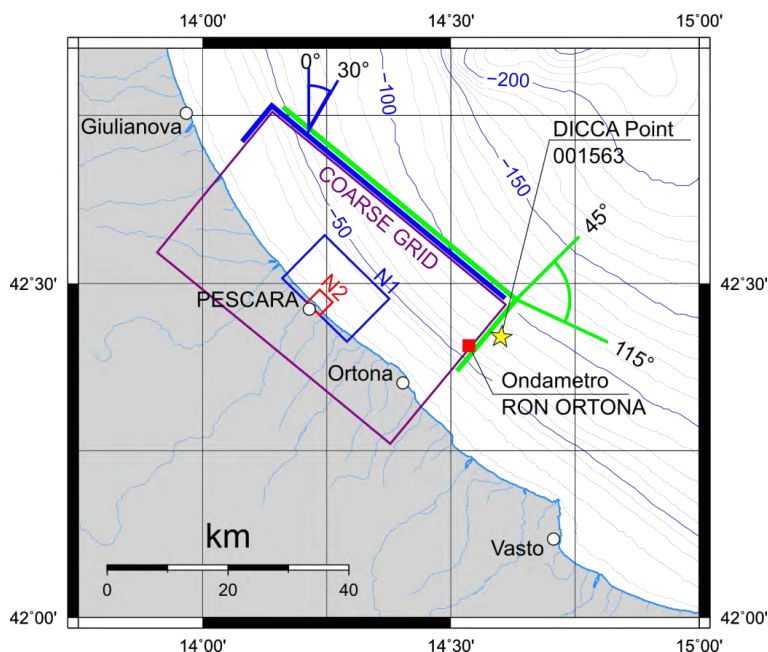 14°00' 14°30' 15°00'
0°
30°
−200
−100
Giulianova
DICCA Point
001563
COARSE GRID
−150
−50
45°
42°30' 42°30'
N1
N2
PESCARA
115°
Ortona
Ondametro
RON ORTONA
km
Vasto
0 20 40
42°00' 42°00'
14°00' 14°30' 15°00'